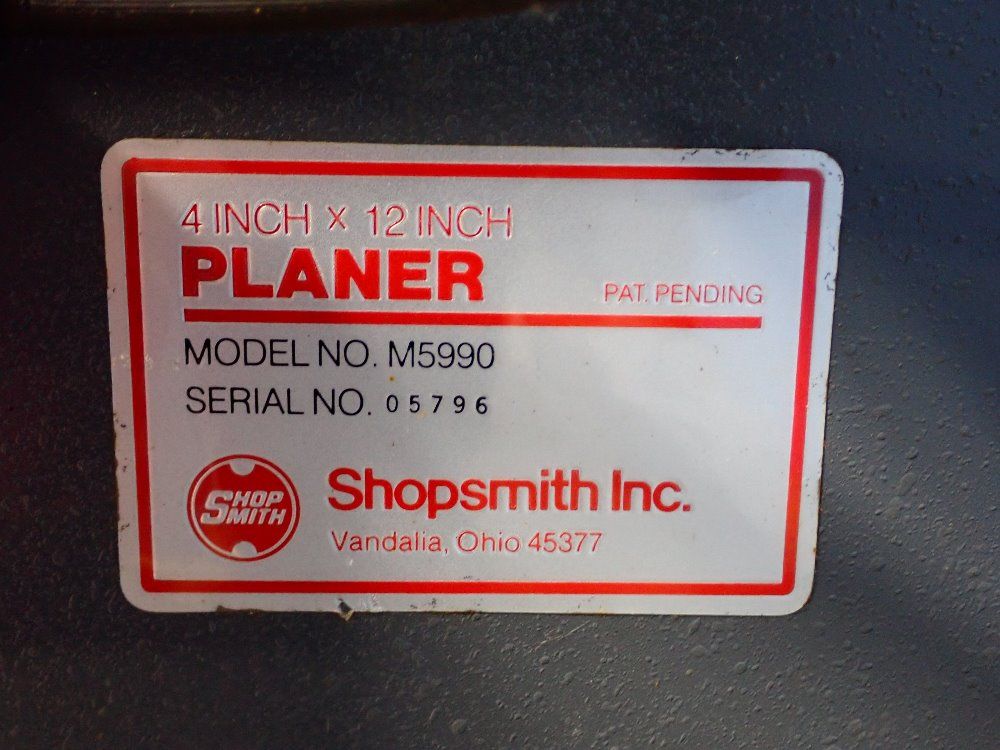 4 INCH x 12 INCH
PLANER
PAT. PENDING
MODEL NO. M5990
SERIAL NO. 05796
SHOP
SMITH
Shopsmith Inc.
Vandalia, Ohio 45377